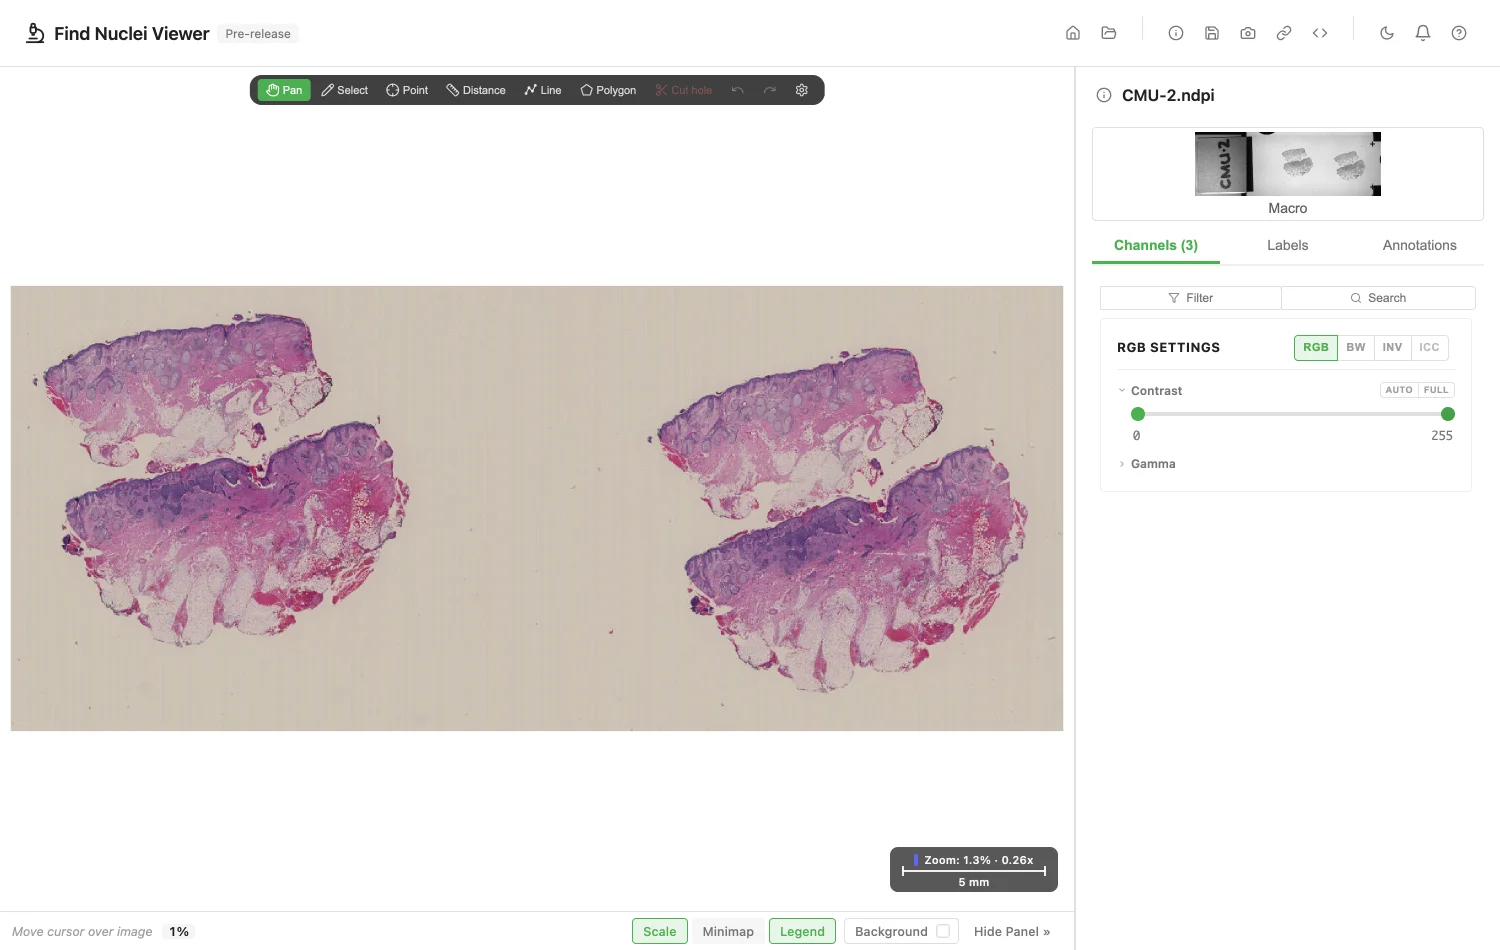 Find Nuclei Viewer Pre-release
Pan Select Point Distance Line Polygon Cut hole
CMU-2.ndpi
CMU-2
Macro
Channels (3) Labels Annotations
Filter Search
RGB SETTINGS RGB BW INV ICC
Contrast AUTO FULL
0 255
Gamma
Zoom: 1.3% · 0.26x
5 mm
Move cursor over image 1% Scale Minimap Legend Background Hide Panel »